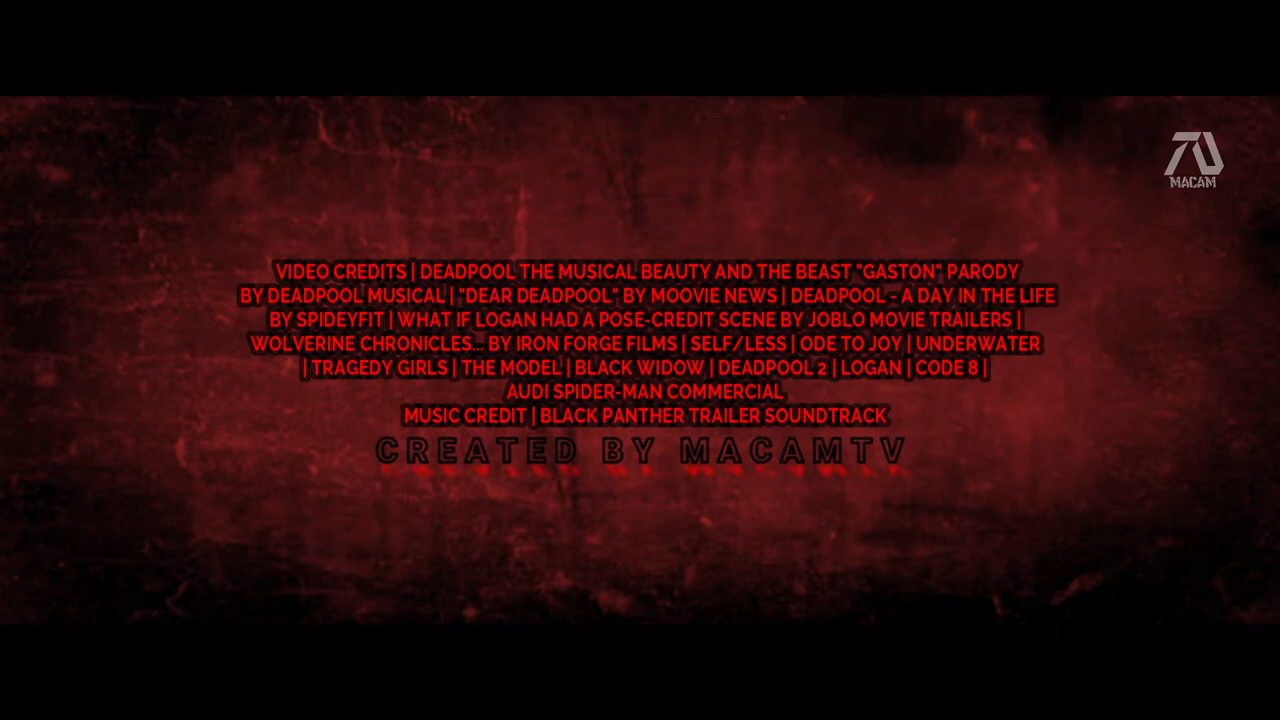 MACAM
VIDEO CREDITS | DEADPOOL THE MUSICAL BEAUTY AND THE BEAST "GASTON" PARODY
BY DEADPOOL MUSICAL | "DEAR DEADPOOL" BY MOOVIE NEWS | DEADPOOL - A DAY IN THE LIFE
BY SPIDEYFIT | WHAT IF LOGAN HAD A POSE-CREDIT SCENE BY JOBLO MOVIE TRAILERS |
WOLVERINE CHRONICLES... BY IRON FORGE FILMS | SELF/LESS | ODE TO JOY | UNDERWATER
| TRAGEDY GIRLS | THE MODEL | BLACK WIDOW | DEADPOOL 2 | LOGAN | CODE 8 |
AUDI SPIDER-MAN COMMERCIAL
MUSIC CREDIT | BLACK PANTHER TRAILER SOUNDTRACK
CREATED BY MACAMTV